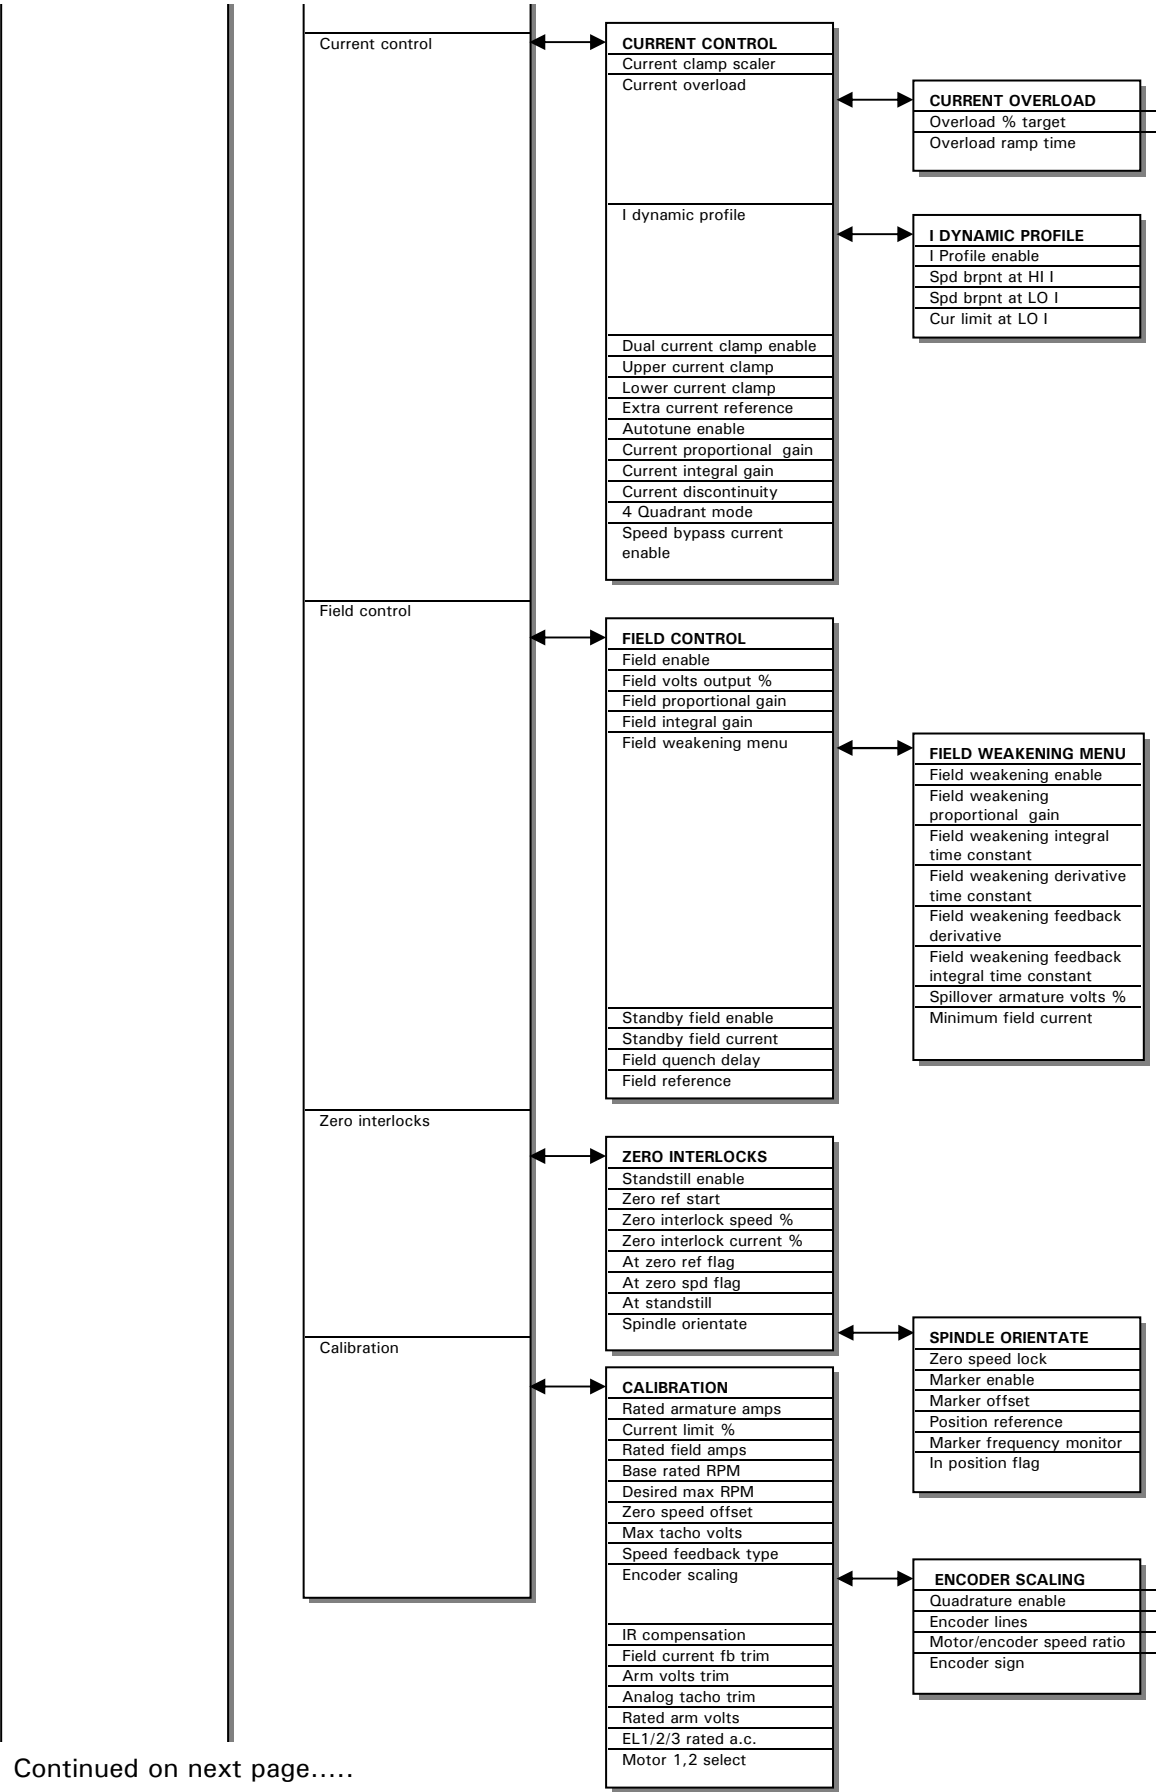 Current control
CURRENT CONTROL
Current clamp scaler
Current overload
CURRENT OVERLOAD
Overload % target
Overload ramp time
I dynamic profile
I DYNAMIC PROFILE
I Profile enable
Spd brpnt at HI I
Spd brpnt at LO I
Cur limit at LO I
Dual current clamp enable
Upper current clamp
Lower current clamp
Extra current reference
Autotune enable
Current proportional  gain
Current integral gain
Current discontinuity
4 Quadrant mode
Speed bypass current
enable
Field control
FIELD CONTROL
Field enable
Field volts output %
Field proportional gain
Field integral gain
Field weakening menu
FIELD WEAKENING MENU
Field weakening enable
Field weakening
proportional  gain
Field weakening integral
time constant
Field weakening derivative
time constant
Field weakening feedback
derivative
Field weakening feedback
integral time constant
Spillover armature volts %
Minimum field current
Standby field enable
Standby field current
Field quench delay
Field reference
Zero interlocks
ZERO INTERLOCKS
Standstill enable
Zero ref start
Zero interlock speed %
Zero interlock current %
At zero ref flag
At zero spd flag
At standstill
Spindle orientate
SPINDLE ORIENTATE
Zero speed lock
Marker enable
Marker offset
Position reference
Marker frequency monitor
In position flag
Calibration
CALIBRATION
Rated armature amps
Current limit %
Rated field amps
Base rated RPM
Desired max RPM
Zero speed offset
Max tacho volts
Speed feedback type
Encoder scaling
ENCODER SCALING
Quadrature enable
Encoder lines
Motor/encoder speed ratio
Encoder sign
IR compensation
Field current fb trim
Arm volts trim
Analog tacho trim
Rated arm volts
EL1/2/3 rated a.c.
Motor 1,2 select
Continued on next page.....